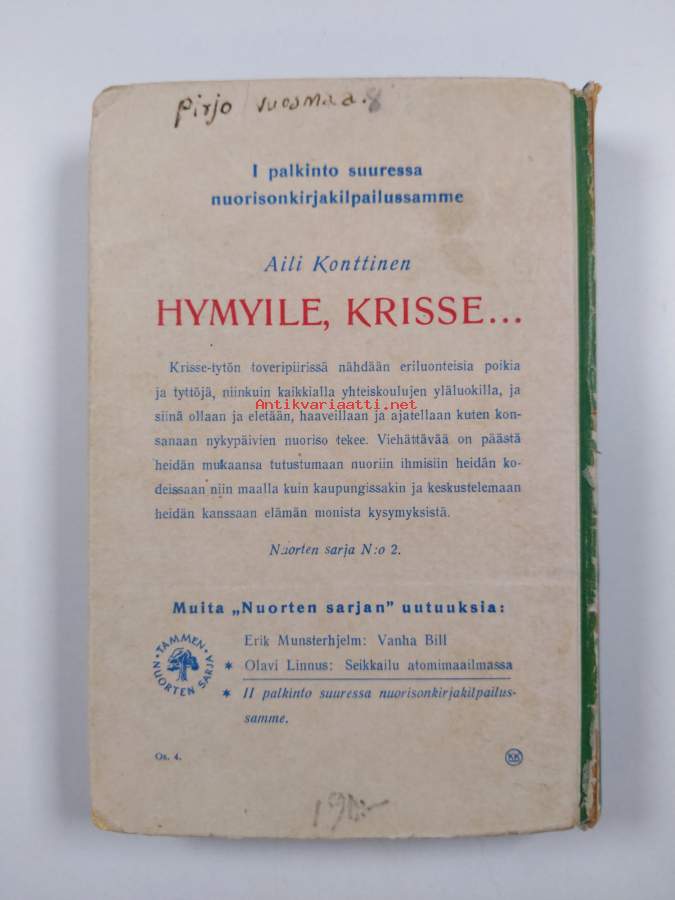 Pirjo Vuosmaa. 8
I palkinto suuressa
nuorisonkirjakilpailussamme
Aili Konttinen
HYMYILE, KRISSE...
Krisse-tytön toveripiirissä nähdään eriluonteisia poikia
ja tyttöjä, niinkuin kaikkialla yhteiskoulujen yläluokilla, ja
Antikvariaatti.net
siinä ollaan ja eletään, haaveillaan ja ajatellaan kuten kon-
sanaan nykypäivien nuoriso tekee. Viehättävää on päästä
heidän mukaansa tutustumaan nuoriin ihmisiin heidän ko-
deissaan niin maalla kuin kaupungissakin ja keskustelemaan
heidän kanssaan elämän monista kysymyksistä.
Nuorten sarja N:o 2.
Muita „Nuorten sarjan” uutuuksia:
TAMMEN NUORTEN SARJA
Erik Munsterhjelm: Vanha Bill
* Olavi Linnus: Seikkailu atomimaailmassa
* II palkinto suuressa nuorisonkirjakilpailus-
samme.
Os. 4.
KK